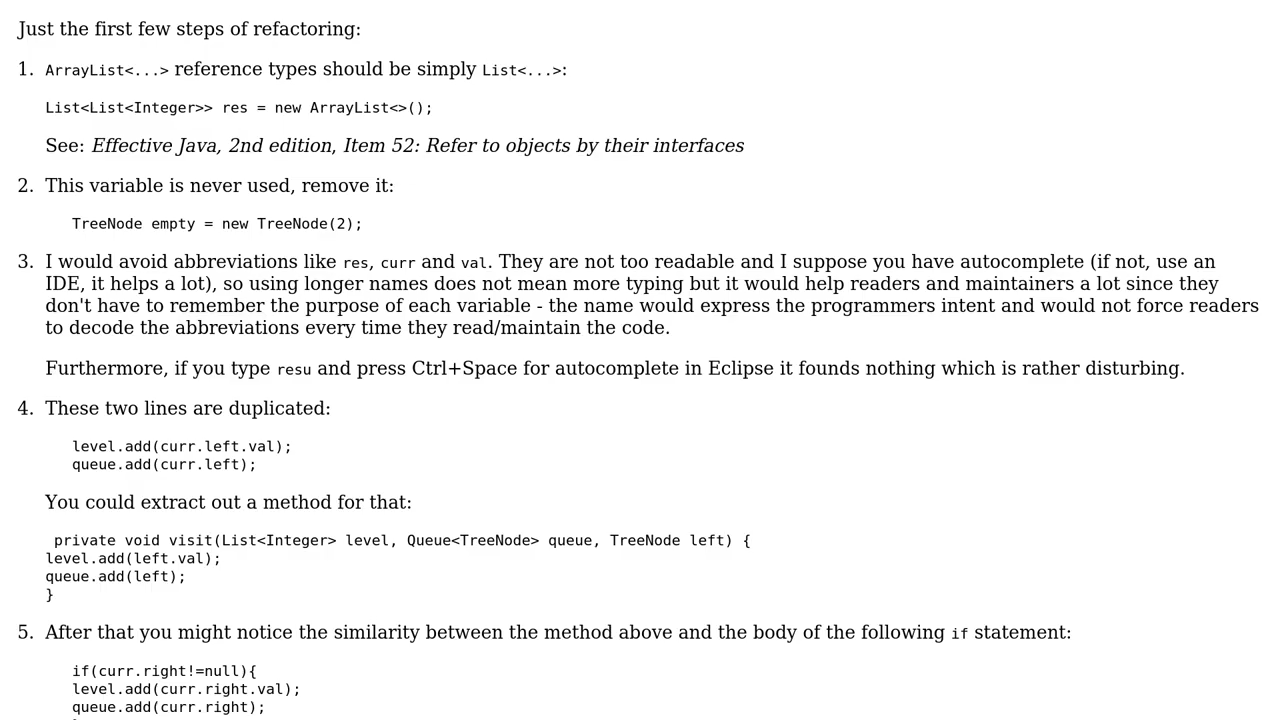 Just the first few steps of refactoring:
1. ArrayList<...> reference types should be simply List<...>:
List<List<Integer>> res = new ArrayList<>();
See: Effective Java, 2nd edition, Item 52: Refer to objects by their interfaces
2. This variable is never used, remove it:
TreeNode empty = new TreeNode(2);
3. I would avoid abbreviations like res, curr and val. They are not too readable and I suppose you have autocomplete (if not, use an
IDE, it helps a lot), so using longer names does not mean more typing but it would help readers and maintainers a lot since they
don't have to remember the purpose of each variable - the name would express the programmers intent and would not force readers
to decode the abbreviations every time they read/maintain the code.
Furthermore, if you type resu and press Ctrl+Space for autocomplete in Eclipse it founds nothing which is rather disturbing.
4. These two lines are duplicated:
level.add(curr.left.val);
queue.add(curr.left);
You could extract out a method for that:
private void visit(List<Integer> level, Queue<TreeNode> queue, TreeNode left) {
level.add(left.val);
queue.add(left);
}
5. After that you might notice the similarity between the method above and the body of the following if statement:
if(curr.right!=null){
level.add(curr.right.val);
queue.add(curr.right);